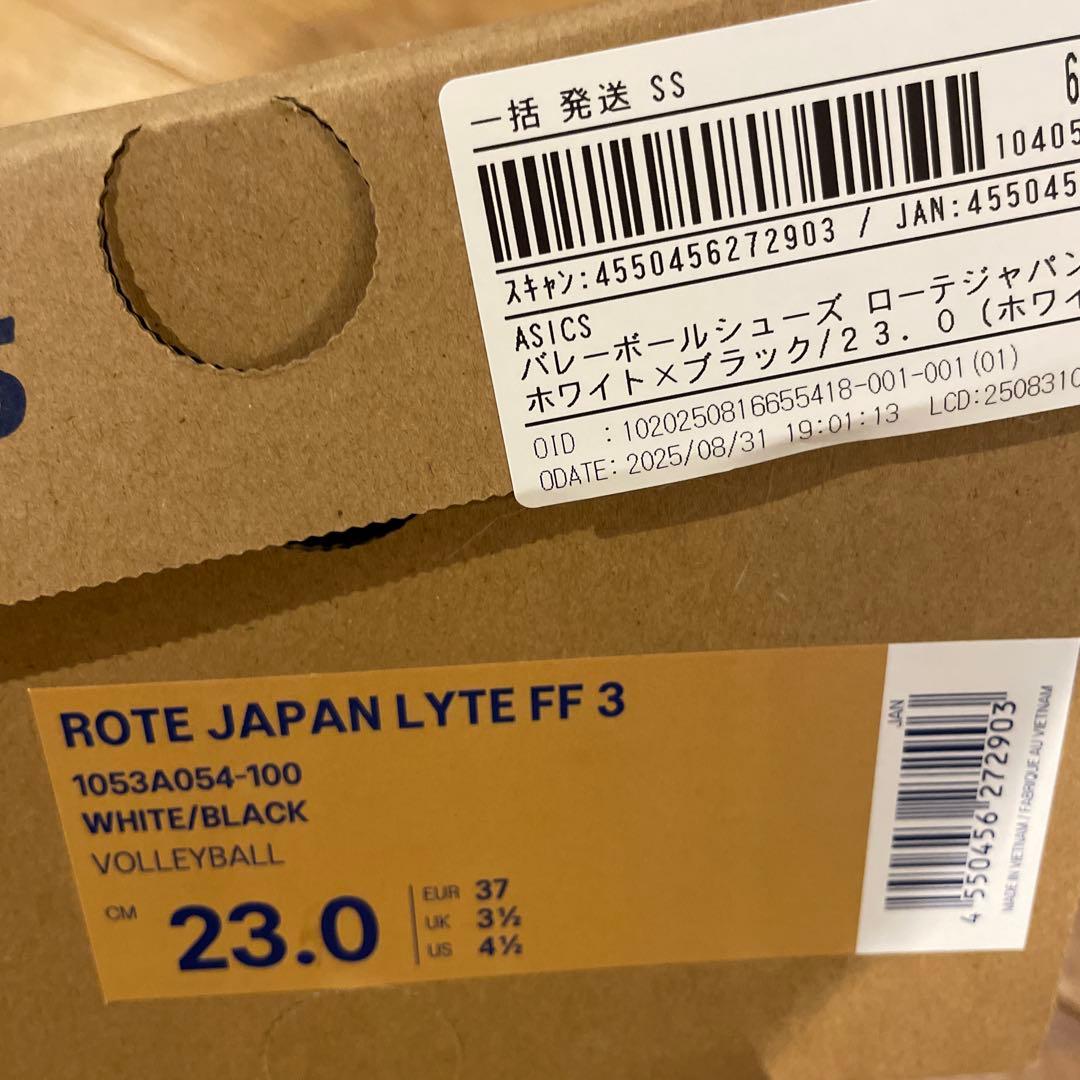 一括 発送 SS
6
10405
スキャン:4550456272903 / JAN:455045
ASICS
バレーボールシューズ ローテジャパン
ホワイト×ブラック/23.0(ホワイ
OID :1020250816655418-001-001(01)
ODATE:2025/08/31 19:01:13 LCD:2508310
ROTE JAPAN LYTE FF 3
1053A054-100
WHITE/BLACK
VOLLEYBALL
CM 23.0
EUR 37
UK 3½
US 4½
JAN
4 550456 272903
MADE IN VIETNAM / FABRIQUE AU VIETNAM